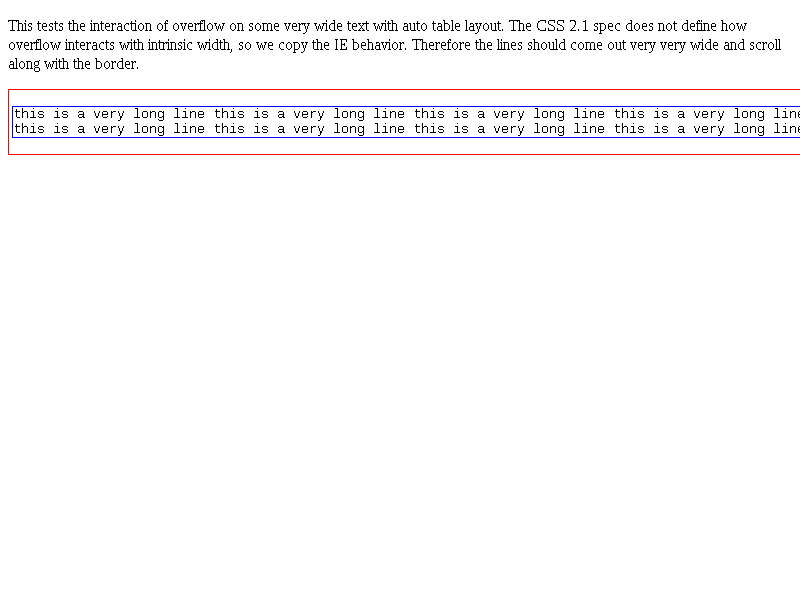 This tests the interaction of overflow on some very wide text with auto table layout. The CSS 2.1 spec does not define how
overflow interacts with intrinsic width, so we copy the IE behavior. Therefore the lines should come out very very wide and scroll
along with the border.
this is a very long line this is a very long line this is a very long line this is a very long line
this is a very long line this is a very long line this is a very long line this is a very long line